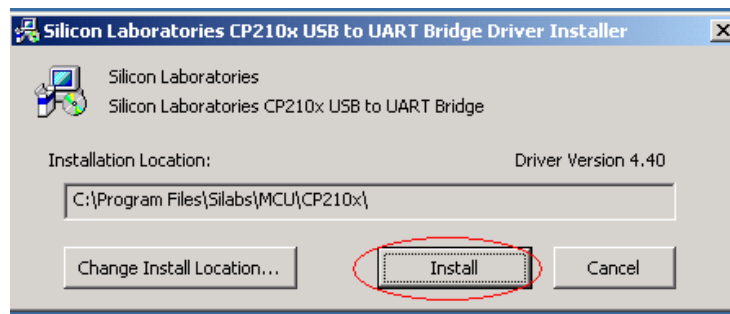 Silicon Laboratories CP210x USB to UART Bridge Driver Installer
Silicon Laboratories
Silicon Laboratories CP210x USB to UART Bridge
Installation Location: Driver Version 4.40
C:\Program Files\Silabs\MCU\CP210x\
Change Install Location... Install Cancel